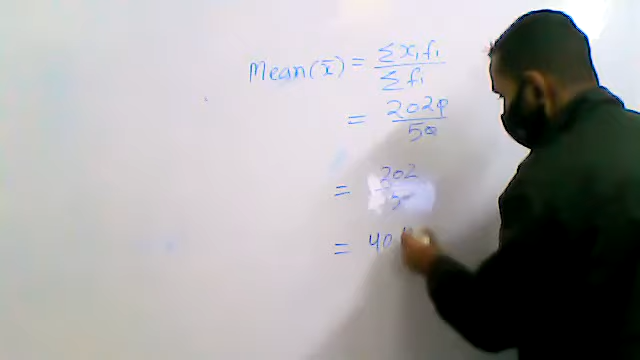 Mean(x̄) = Σxᵢfᵢ / Σfᵢ
= 2020 / 50
= 202 / 5
= 40